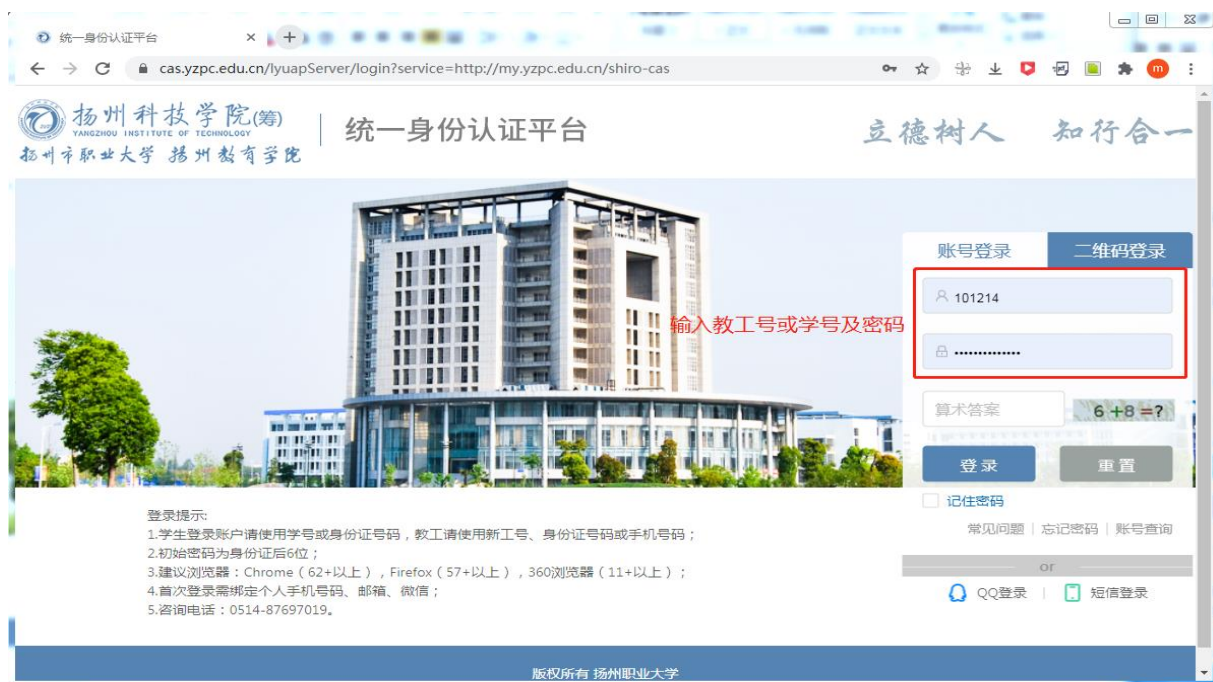 统一身份认证平台
cas.yzpc.edu.cn/lyuapServer/login?service=http://my.yzpc.edu.cn/shiro-cas
m
扬州科技学院(筹)
YANGZHOU INSTITUTE OF TECHNOLOGY
扬州市职业大学 扬州教育学院
统一身份认证平台
立德树人 知行合一
账号登录 二维码登录
101214
输入教工号或学号及密码
••••••••••••••
算术答案 6 +8 =?
登 录 重 置
记住密码
常见问题 | 忘记密码 | 账号查询
or
QQ登录 | 短信登录
登录提示:
1.学生登录账户请使用学号或身份证号码，教工请使用新工号、身份证号码或手机号码；
2.初始密码为身份证后6位；
3.建议浏览器：Chrome（62+以上），Firefox（57+以上），360浏览器（11+以上）；
4.首次登录需绑定个人手机号码、邮箱、微信；
5.咨询电话：0514-87697019。
版权所有 扬州职业大学